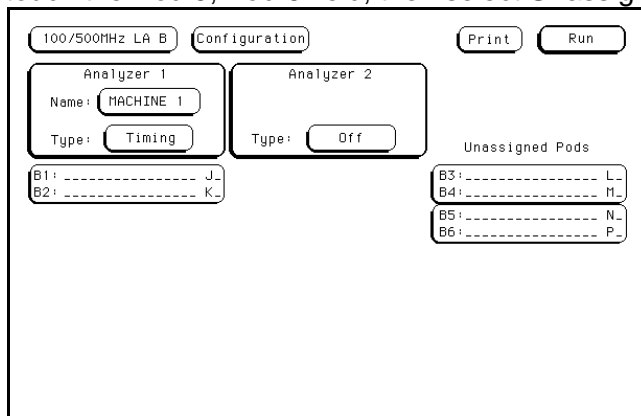 100/500MHz LA B Configuration Print Run
Analyzer 1 Analyzer 2
Name: MACHINE 1
Type: Timing Type: Off
Unassigned Pods
B1: ---------------- J-
B2: ---------------- K-
B3: ---------------- L-
B4: ---------------- M-
B5: ---------------- N-
B6: ---------------- P-